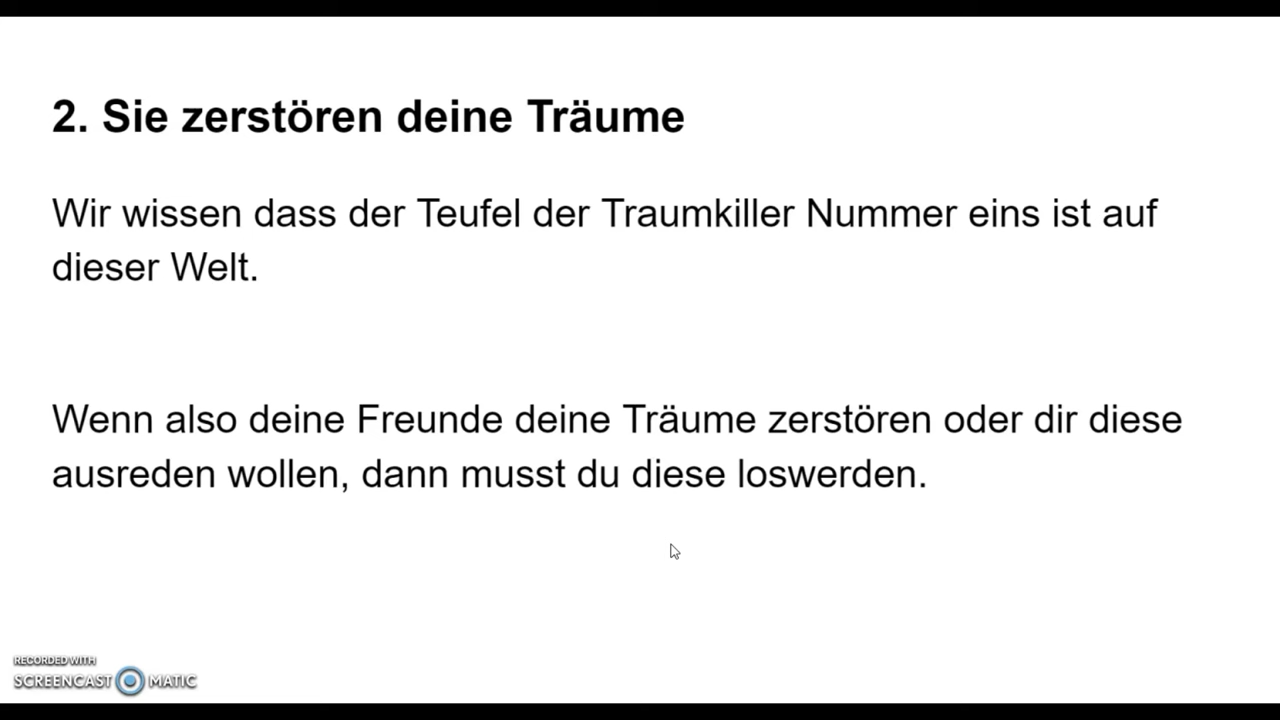 2. Sie zerstören deine Träume
Wir wissen dass der Teufel der Traumkiller Nummer eins ist auf
dieser Welt.
Wenn also deine Freunde deine Träume zerstören oder dir diese
ausreden wollen, dann musst du diese loswerden.
RECORDED WITH
SCREENCAST MATIC